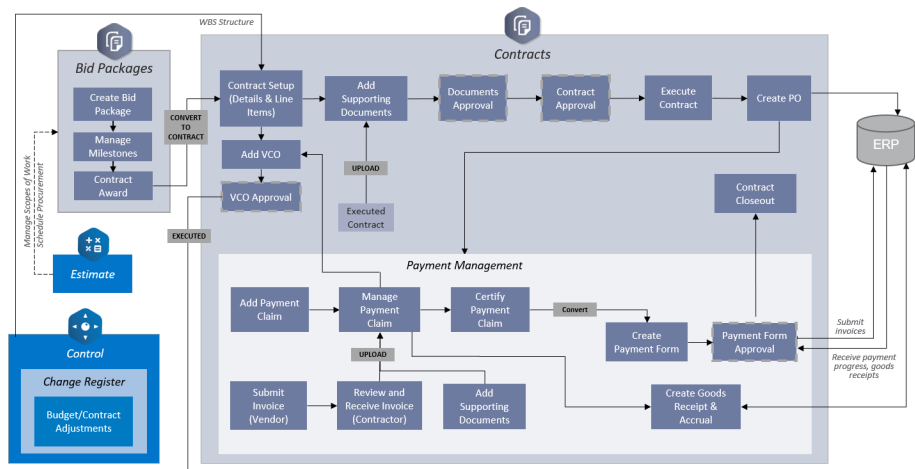 WBS Structure
Bid Packages
Create Bid
Package
Manage
Milestones
Contract
Award
CONVERT
TO
CONTRACT
Manage Scopes of Work
Schedule Procurement
Estimate
Control
Change Register
Budget/Contract
Adjustments
Contracts
Contract Setup
(Details & Line
Items)
Add
Supporting
Documents
Documents
Approval
Contract
Approval
Execute
Contract
Create PO
ERP
Add VCO
VCO Approval
EXECUTED
UPLOAD
Executed
Contract
Contract
Closeout
Payment Management
Add Payment
Claim
Manage
Payment
Claim
Certify
Payment
Claim
Convert
Create
Payment Form
Payment Form
Approval
Submit
invoices
Receive payment
progress, goods
receipts
UPLOAD
Submit
Invoice
(Vendor)
Review and
Receive Invoice
(Contractor)
Add
Supporting
Documents
Create Goods
Receipt &
Accrual